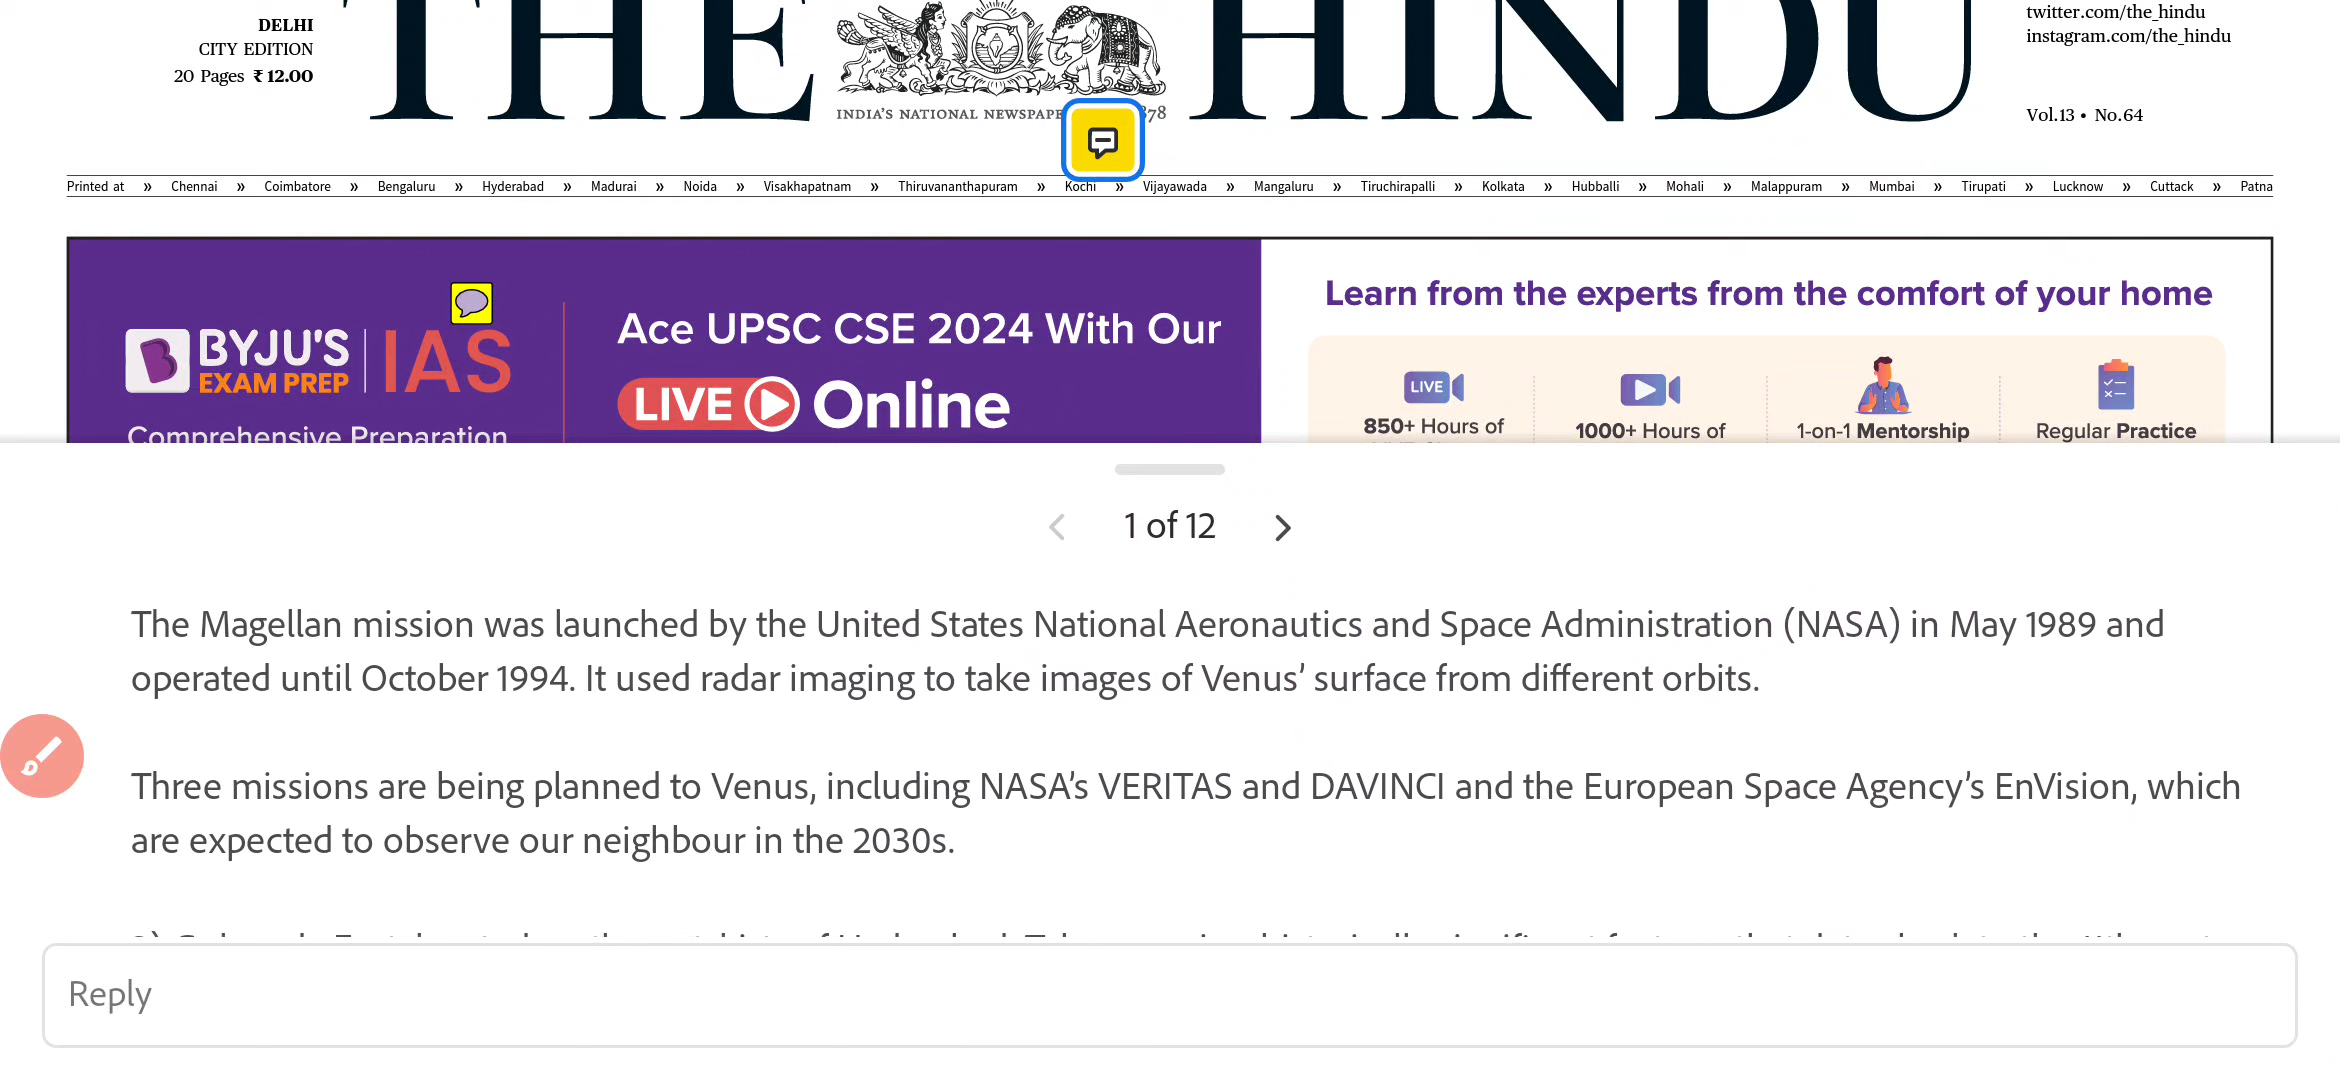 DELHI
CITY EDITION
20 Pages ₹ 12.00
THE HINDU
INDIA'S NATIONAL
twitter.com/the_hindu
instagram.com/the_hindu
Vol.13 • No.64
Printed at » Chennai » Coimbatore » Bengaluru » Hyderabad » Madurai » Noida » Visakhapatnam » Thiruvananthapuram » Kochi » Vijayawada » Mangaluru » Tiruchirapalli » Kolkata » Hubballi » Mohali » Malappuram » Mumbai » Tirupati » Lucknow » Cuttack » Patna
BYJU'S
EXAM PREP
IAS
Comprehensive Preparation
Ace UPSC CSE 2024 With Our
LIVE Online
Learn from the experts from the comfort of your home
LIVE
850+ Hours of
1000+ Hours of
1-on-1 Mentorship
Regular Practice
1 of 12
The Magellan mission was launched by the United States National Aeronautics and Space Administration (NASA) in May 1989 and
operated until October 1994. It used radar imaging to take images of Venus’ surface from different orbits.
Three missions are being planned to Venus, including NASA’s VERITAS and DAVINCI and the European Space Agency’s EnVision, which
are expected to observe our neighbour in the 2030s.
Reply